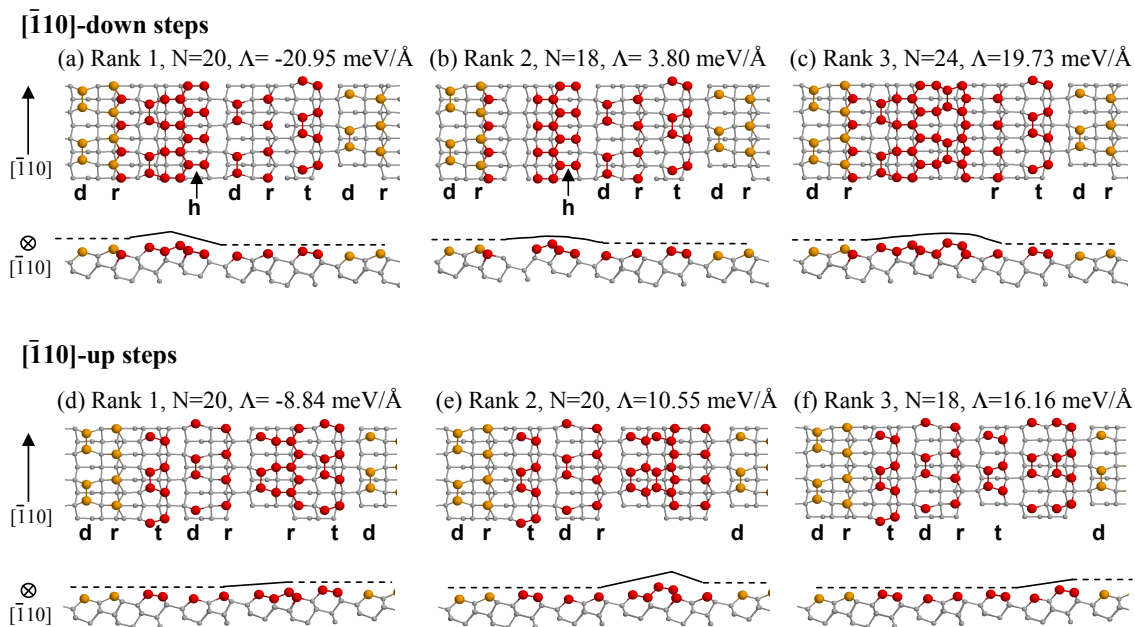 [1̄10]-down steps
(a) Rank 1, N=20, Λ= -20.95 meV/Å
(b) Rank 2, N=18, Λ= 3.80 meV/Å
(c) Rank 3, N=24, Λ=19.73 meV/Å
[1̄10]
d r h d r t d r
d r h d r t d r
d r r t d r
[1̄10]
[1̄10]-up steps
(d) Rank 1, N=20, Λ= -8.84 meV/Å
(e) Rank 2, N=20, Λ=10.55 meV/Å
(f) Rank 3, N=18, Λ=16.16 meV/Å
[1̄10]
d r t d r r t d
d r t d r d
d r t d r t d
[1̄10]